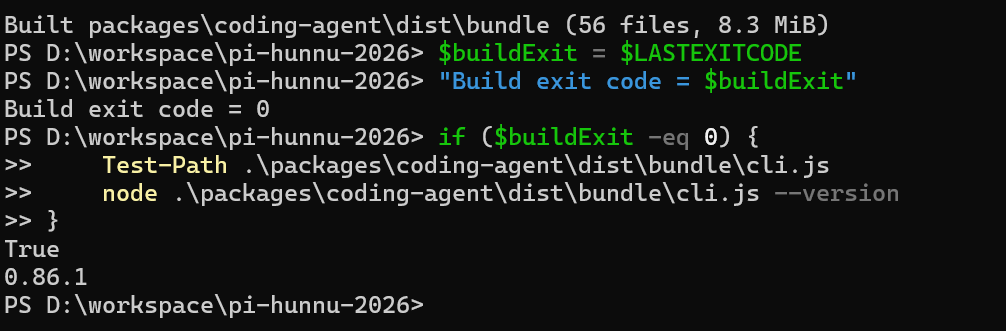 Built packages\coding-agent\dist\bundle (56 files, 8.3 MiB)
PS D:\workspace\pi-hunnu-2026> $buildExit = $LASTEXITCODE
PS D:\workspace\pi-hunnu-2026> "Build exit code = $buildExit"
Build exit code = 0
PS D:\workspace\pi-hunnu-2026> if ($buildExit -eq 0) {
>>     Test-Path .\packages\coding-agent\dist\bundle\cli.js
>>     node .\packages\coding-agent\dist\bundle\cli.js --version
>> }
True
0.86.1
PS D:\workspace\pi-hunnu-2026>